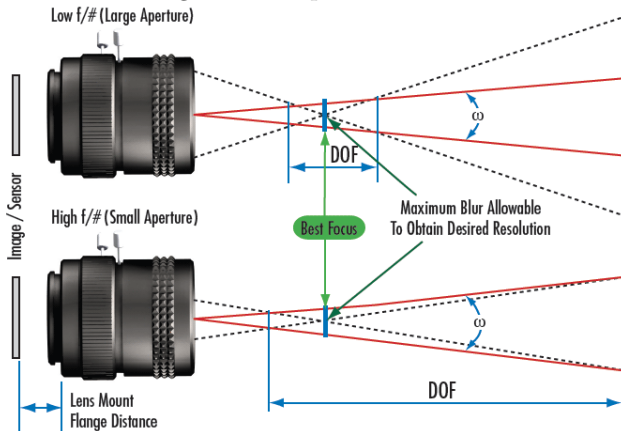 Low f/# (Large Aperture)
ω
DOF
Image / Sensor
Maximum Blur Allowable
To Obtain Desired Resolution
Best Focus
High f/# (Small Aperture)
ω
DOF
Lens Mount
Flange Distance